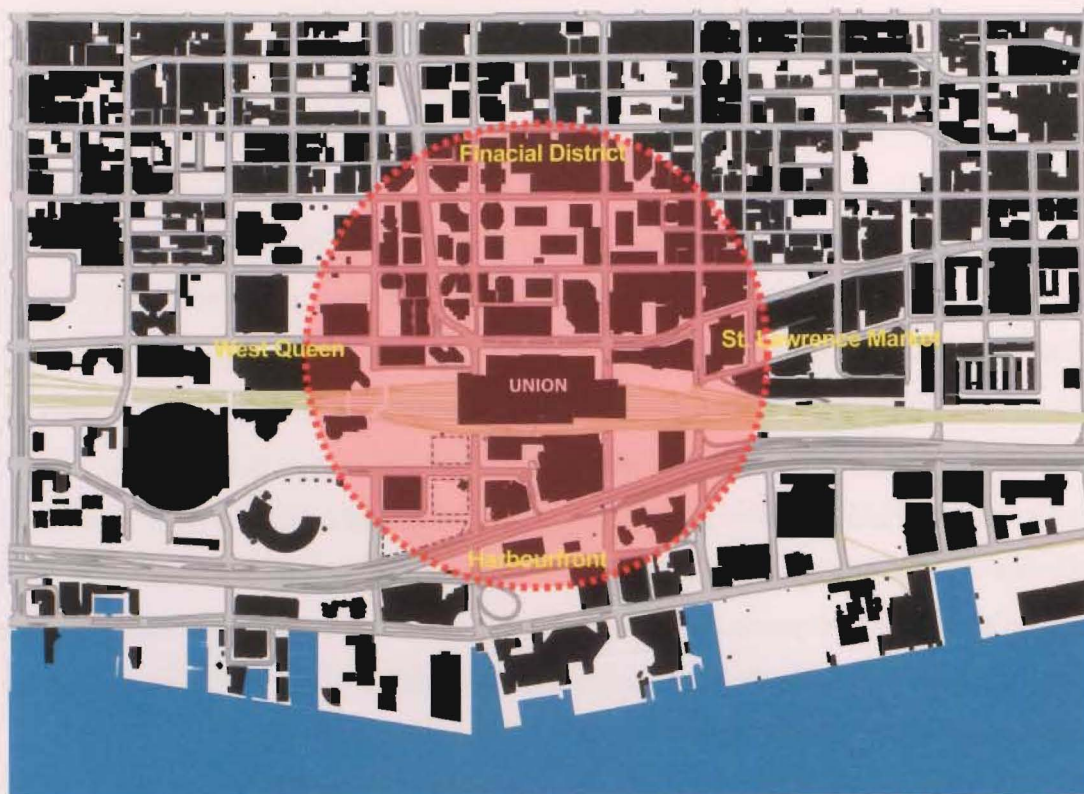 Finacial District
West Queen
St. Lawrence Market
UNION
Harbourfront